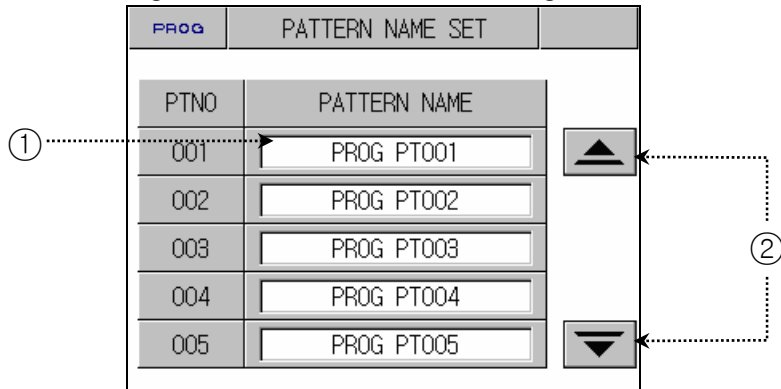 PROG PATTERN NAME SET
PTNO PATTERN NAME
① 001 PROG PT001
002 PROG PT002
003 PROG PT003
②
004 PROG PT004
005 PROG PT005